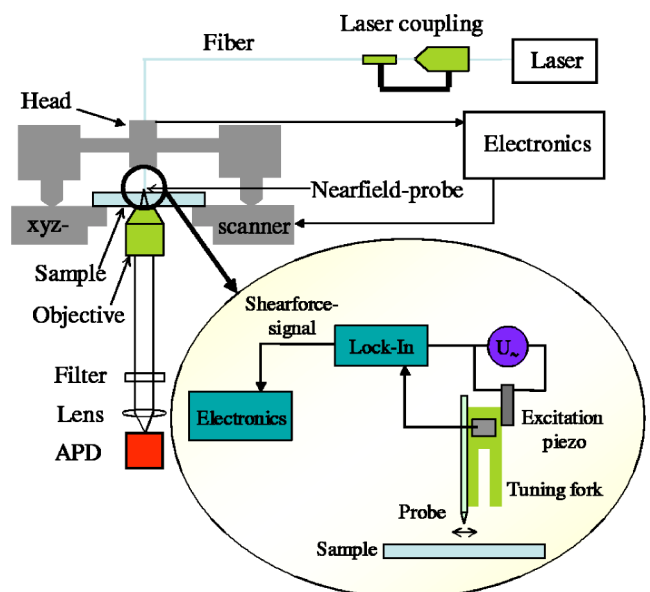 Laser coupling
Fiber
Laser
Head
Electronics
Nearfield-probe
xyz-
scanner
Sample
Objective
Shearforce-
signal
Lock-In
U~
Filter
Lens
Electronics
Excitation
piezo
APD
Tuning fork
Probe
Sample